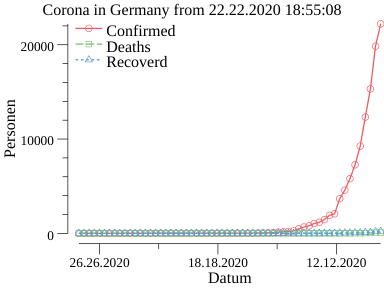 Corona in Germany from 22.22.2020 18:55:08
Confirmed
Deaths
Recoverd
20000
10000
0
Personen
26.26.2020 18.18.2020 12.12.2020
Datum